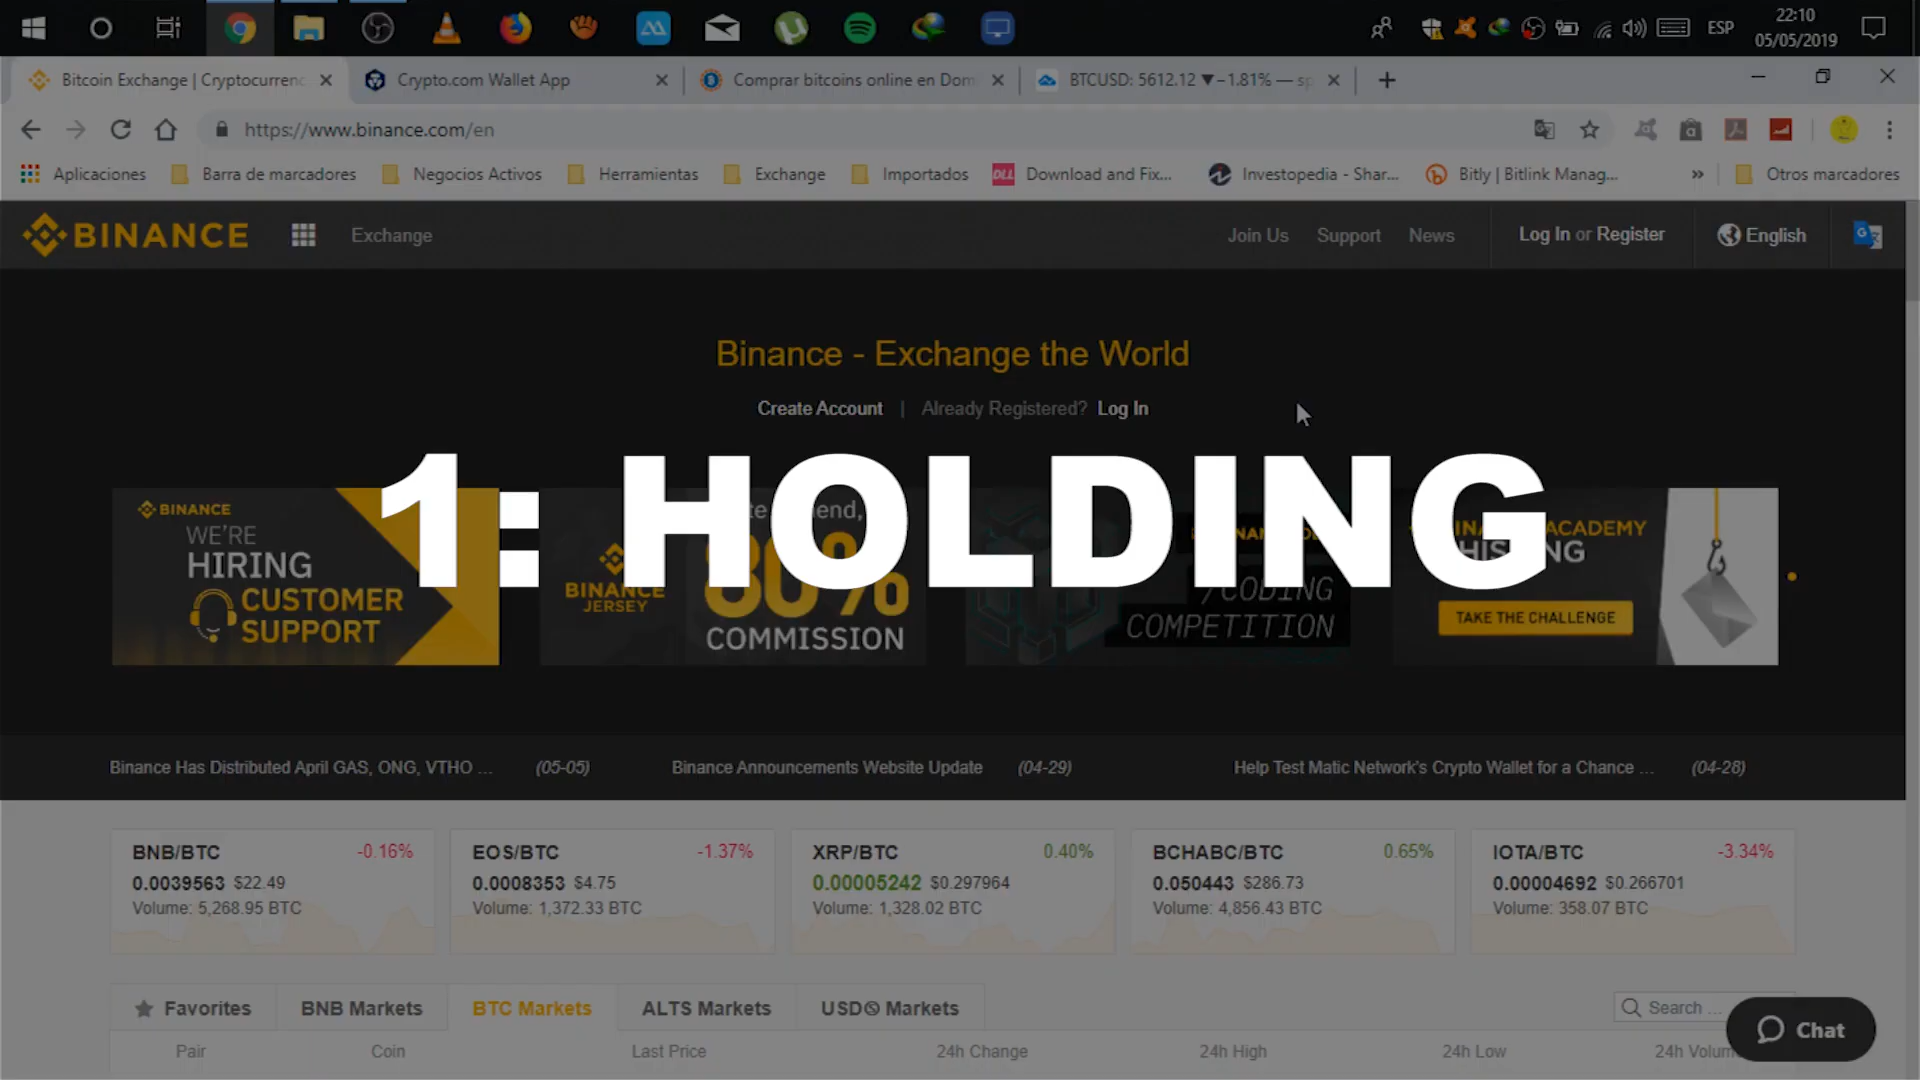 ESP
22:10
05/05/2019
Bitcoin Exchange | Cryptocurrenc
Crypto.com Wallet App
Comprar bitcoins online en Dom
BTCUSD: 5612.12 ▼−1.81% — sp
https://www.binance.com/en
Aplicaciones
Barra de marcadores
Negocios Activos
Herramientas
Exchange
Importados
DLL
Download and Fix...
Investopedia - Shar...
Bitly | Bitlink Manag...
»
Otros marcadores
BINANCE
Exchange
Join Us
Support
News
Log In or Register
English
Binance - Exchange the World
Create Account | Already Registered? Log In
1: HOLDING
BINANCE
WE'RE
HIRING
CUSTOMER
SUPPORT
BINANCE
JERSEY
80%
COMMISSION
/CODING
COMPETITION
ACADEMY
TAKE THE CHALLENGE
Binance Has Distributed April GAS, ONG, VTHO ...
(05-05)
Binance Announcements Website Update
(04-29)
Help Test Matic Network's Crypto Wallet for a Chance ...
(04-28)
BNB/BTC
-0.16%
0.0039563 $22.49
Volume: 5,268.95 BTC
EOS/BTC
-1.37%
0.0008353 $4.75
Volume: 1,372.33 BTC
XRP/BTC
0.40%
0.00005242 $0.297964
Volume: 1,328.02 BTC
BCHABC/BTC
0.65%
0.050443 $286.73
Volume: 4,856.43 BTC
IOTA/BTC
-3.34%
0.00004692 $0.266701
Volume: 358.07 BTC
Favorites
BNB Markets
BTC Markets
ALTS Markets
USDⓈ Markets
Search ...
Chat
Pair
Coin
Last Price
24h Change
24h High
24h Low
24h Volum